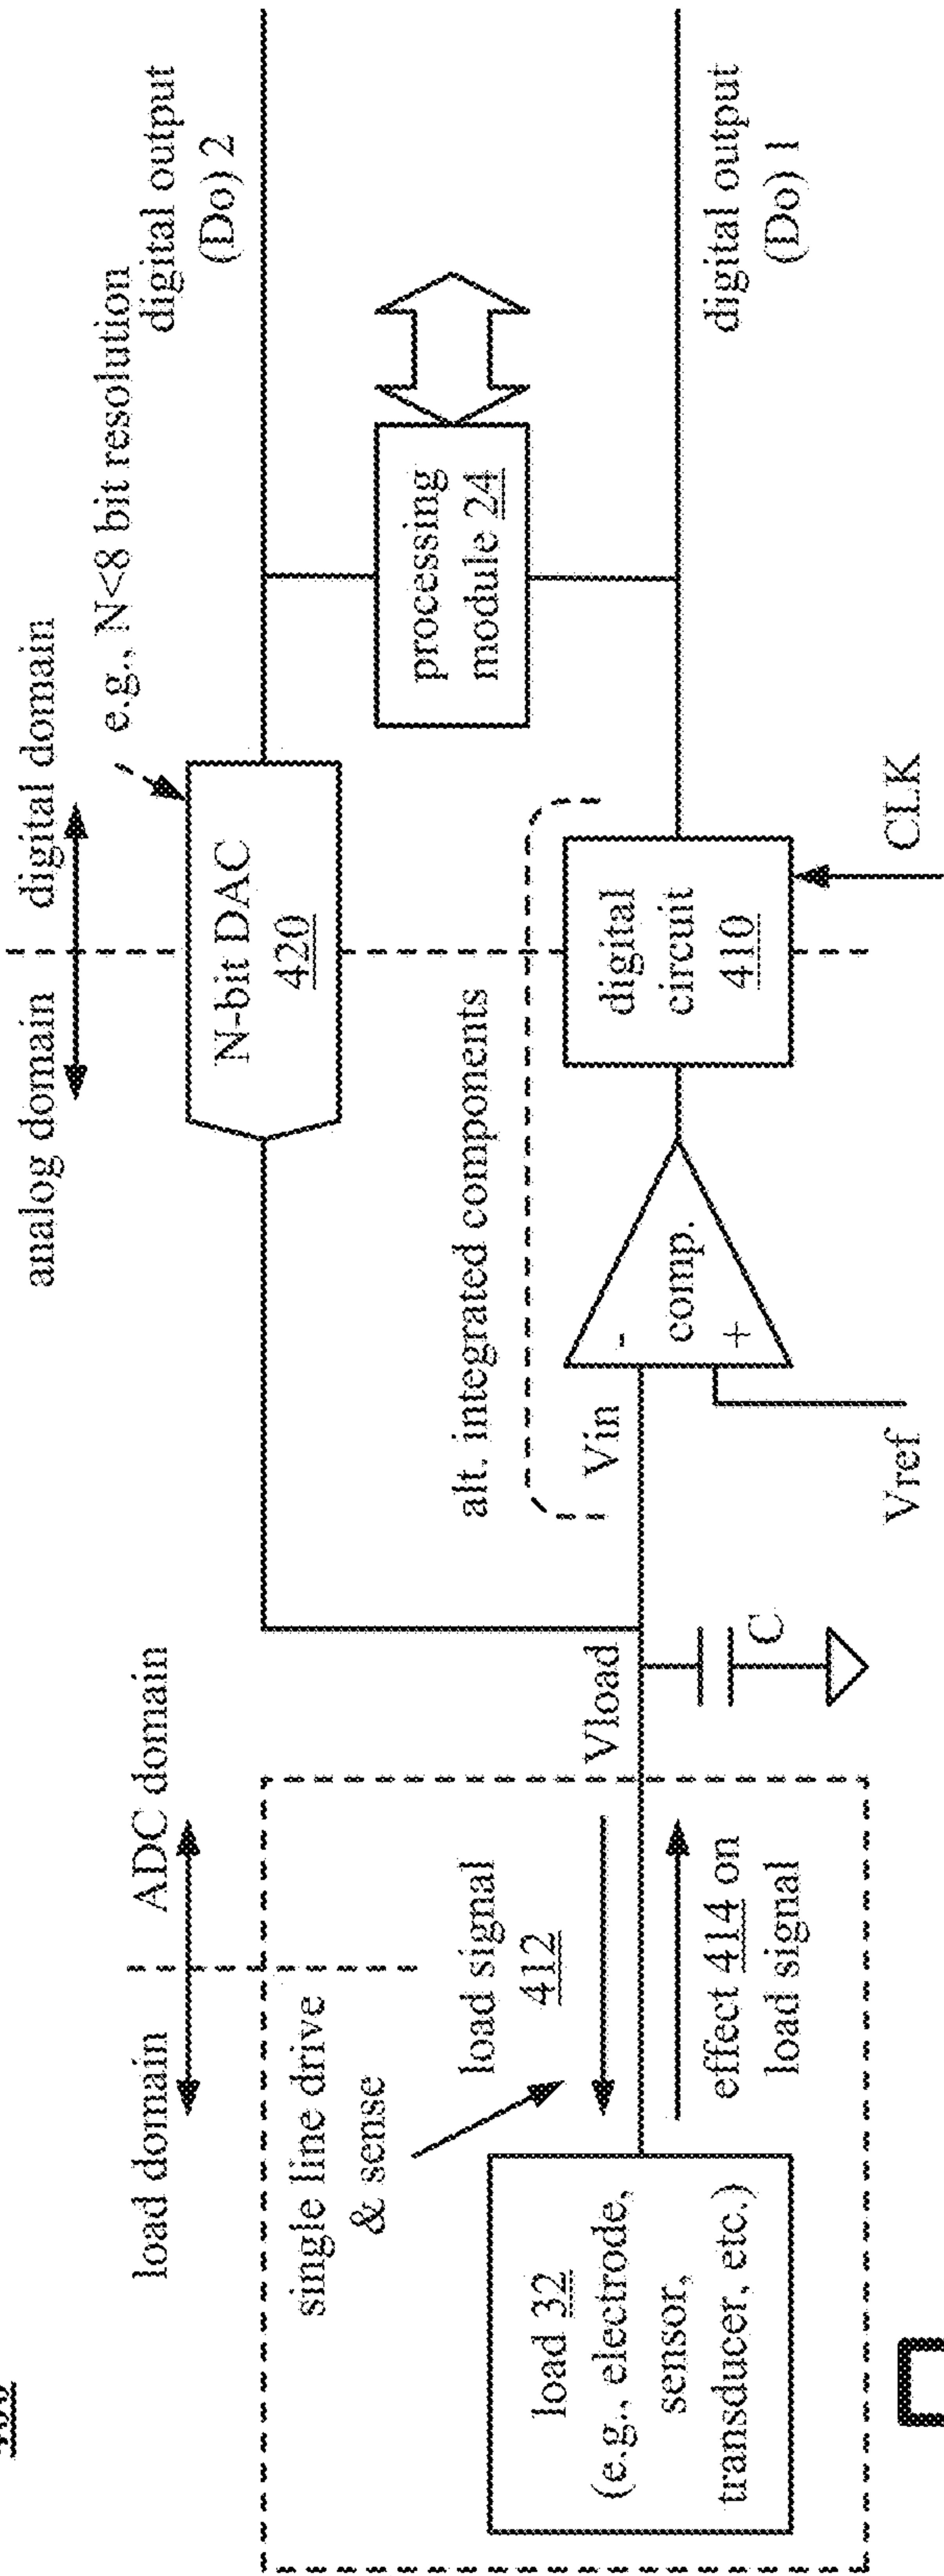 analog domain
digital domain
e.g., N<8 bit resolution
digital output
(Do) 2
load domain
ADC domain
N-bit DAC
420
single line drive
& sense
load signal
412
Vload
alt. integrated components
processing
module 24
load 32
(e.g., electrode,
sensor,
transducer, etc.)
effect 414 on
load signal
C
Vin
-
comp.
+
Vref
digital
circuit
410
CLK
digital output
(Do) 1